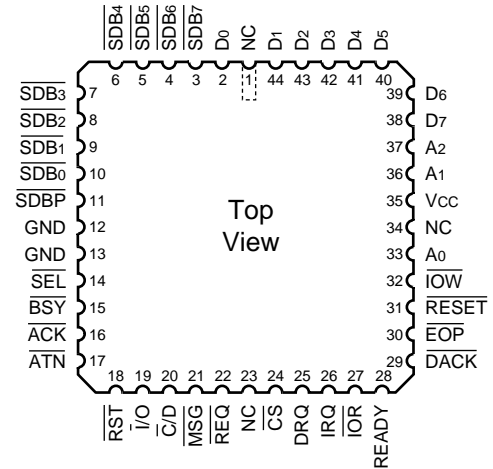 SDB4 SDB5 SDB6 SDB7 D0 NC D1 D2 D3 D4 D5
6 5 4 3 2 1 44 43 42 41 40
SDB3 7 39 D6
SDB2 8 38 D7
SDB1 9 37 A2
SDB0 10 36 A1
SDBP 11 35 VCC
GND 12 34 NC
GND 13 33 A0
SEL 14 32 IOW
BSY 15 31 RESET
ACK 16 30 EOP
ATN 17 29 DACK
Top
View
18 19 20 21 22 23 24 25 26 27 28
RST I/O C/D MSG REQ NC CS DRQ IRQ IOR READY